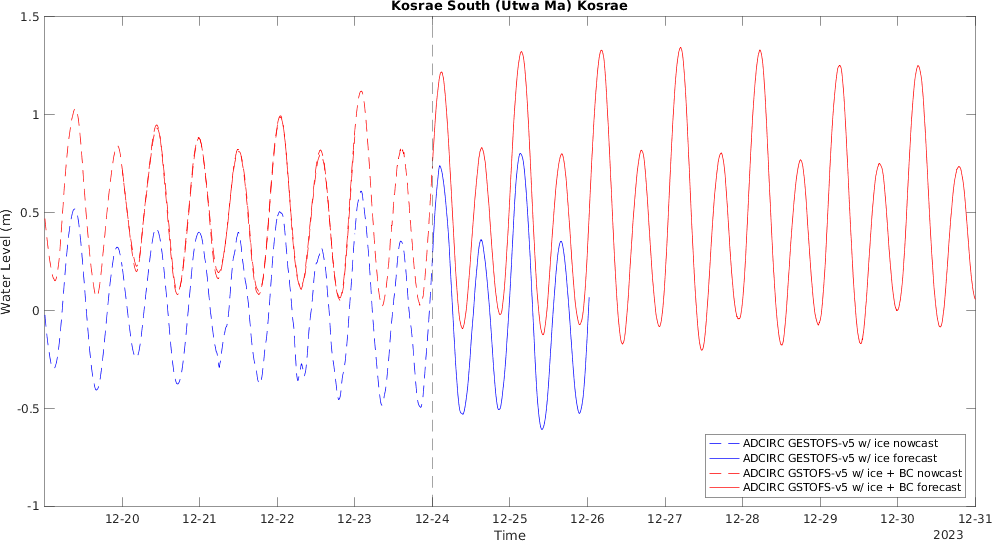 Kosrae South (Utwa Ma) Kosrae
1.5
1
0.5
0
-0.5
-1
Water Level (m)
12-20 12-21 12-22 12-23 12-24 12-25 12-26 12-27 12-28 12-29 12-30 12-31
Time
2023
ADCIRC GESTOFS-v5 w/ ice nowcast
ADCIRC GESTOFS-v5 w/ ice forecast
ADCIRC GSTOFS-v5 w/ ice + BC nowcast
ADCIRC GSTOFS-v5 w/ ice + BC forecast